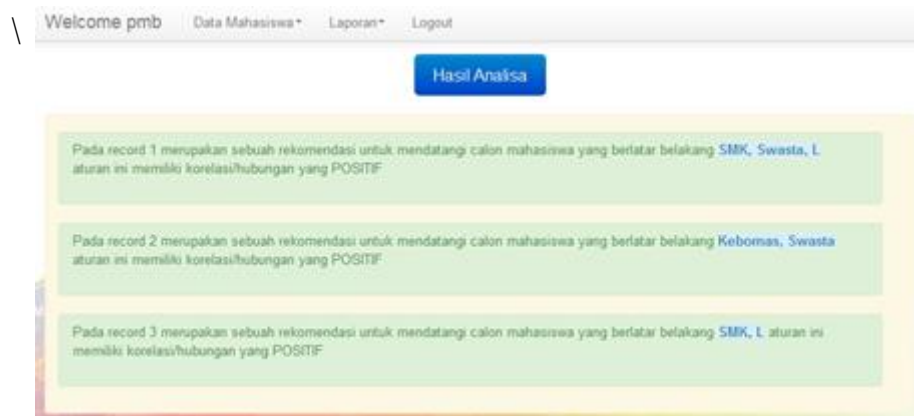 \
Welcome pmb Data Mahasiswa Laporan Logout
Hasil Analisa
Pada record 1 merupakan sebuah rekomendasi untuk mendatangi calon mahasiswa yang berlatar belakang SMK, Swasta, L
aturan ini memiliki korelasi/hubungan yang POSITIF
Pada record 2 merupakan sebuah rekomendasi untuk mendatangi calon mahasiswa yang berlatar belakang Kebomas, Swasta
aturan ini memiliki korelasi/hubungan yang POSITIF
Pada record 3 merupakan sebuah rekomendasi untuk mendatangi calon mahasiswa yang berlatar belakang SMK, L aturan ini
memiliki korelasi/hubungan yang POSITIF